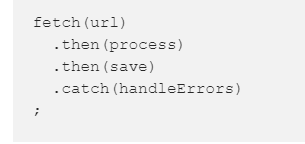 fetch(url)
  .then(process)
  .then(save)
  .catch(handleErrors)
;